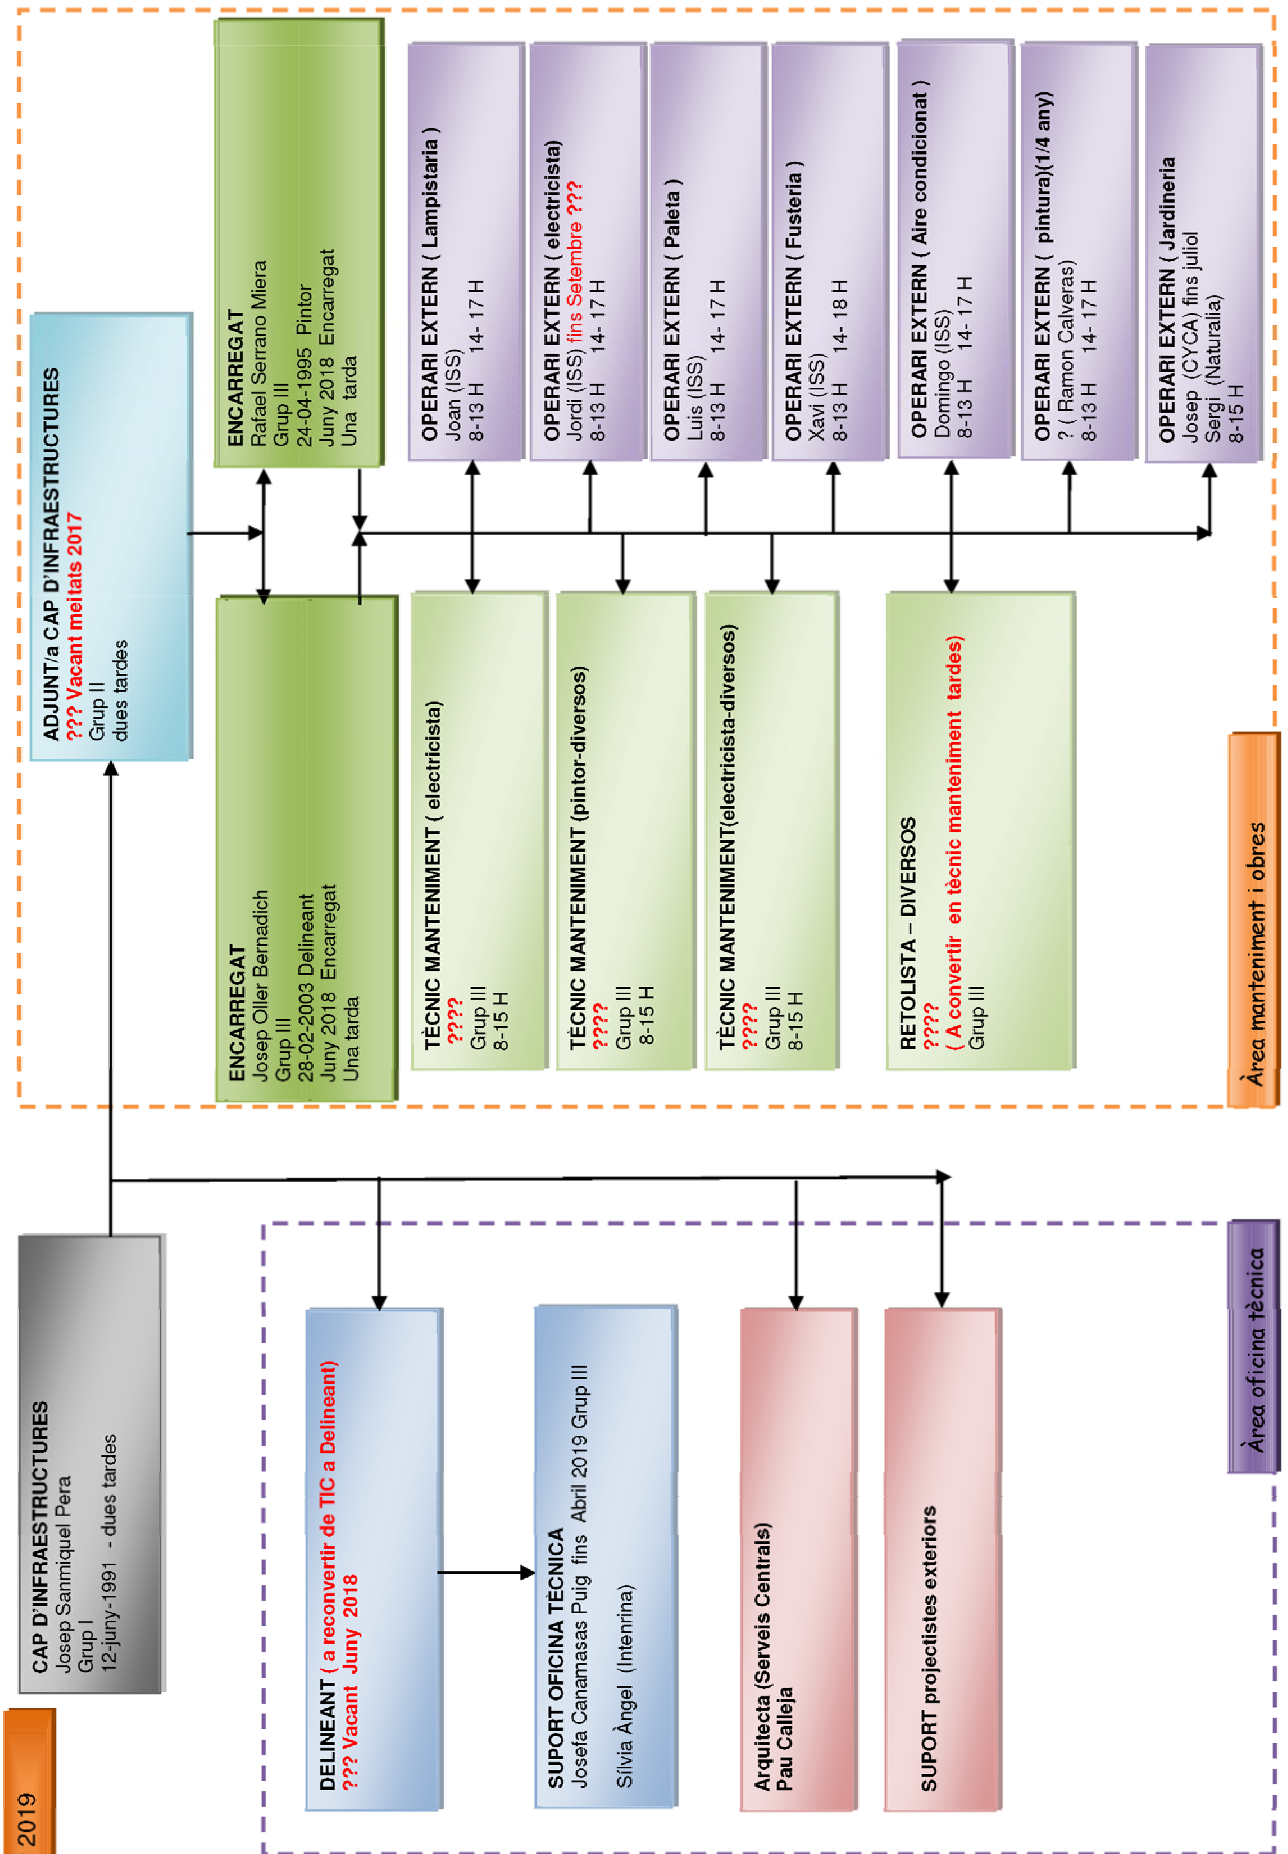 2019
CAP D'INFRAESTRUCTURES
Josep Sanmiquel Pera
Grup I
12-juny-1991 - dues tardes
ADJUNT/a CAP D'INFRAESTRUCTURES
??? Vacant meitats 2017
Grup II
dues tardes
ENCARREGAT
Josep Oller Bernadich
Grup III
28-02-2003 Delineant
Juny 2018 Encarregat
Una tarda
ENCARREGAT
Rafael Serrano Miera
Grup III
24-04-1995 Pintor
Juny 2018 Encarregat
Una tarda
DELINEANT ( a reconvertir de TIC a Delineant)
??? Vacant Juny 2018
SUPORT OFICINA TÈCNICA
Josefa Canamasas Puig fins Abril 2019 Grup III
Sílvia Àngel (Intenrina)
Arquitecta (Serveis Centrals)
Pau Calleja
SUPORT projectistes exteriors
TÈCNIC MANTENIMENT ( electricista)
????
Grup III
8-15 H
TÈCNIC MANTENIMENT (pintor-diversos)
????
Grup III
8-15 H
TÈCNIC MANTENIMENT(electricista-diversos)
????
Grup III
8-15 H
RETOLISTA – DIVERSOS
????
( A convertir en tècnic manteniment tardes)
Grup III
OPERARI EXTERN ( Lampistaria )
Joan (ISS)
8-13 H 14- 17 H
OPERARI EXTERN ( electricista)
Jordi (ISS) fins Setembre ???
8-13 H 14- 17 H
OPERARI EXTERN ( Paleta )
Luis (ISS)
8-13 H 14- 17 H
OPERARI EXTERN ( Fusteria )
Xavi (ISS)
8-13 H 14- 18 H
OPERARI EXTERN ( Aire condicionat )
Domingo (ISS)
8-13 H 14- 17 H
OPERARI EXTERN ( pintura)(1/4 any)
? ( Ramon Calveras)
8-13 H 14- 17 H
OPERARI EXTERN ( Jardineria
Josep (CYCA) fins juliol
Sergi (Naturalia)
8-15 H
Àrea oficina tècnica
Àrea manteniment i obres